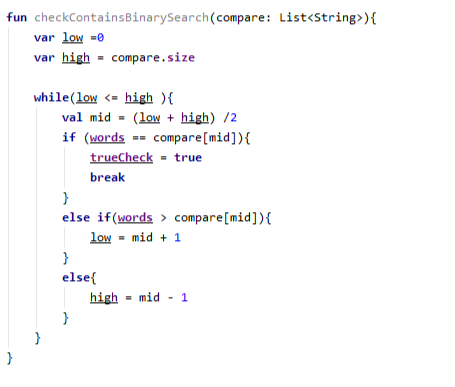 fun checkContainsBinarySearch(compare: List<String>){
    var low =0
    var high = compare.size

    while(low <= high ){
        val mid = (low + high) /2
        if (words == compare[mid]){
            trueCheck = true
            break
        }
        else if(words > compare[mid]){
            low = mid + 1
        }
        else{
            high = mid - 1
        }
    }
}